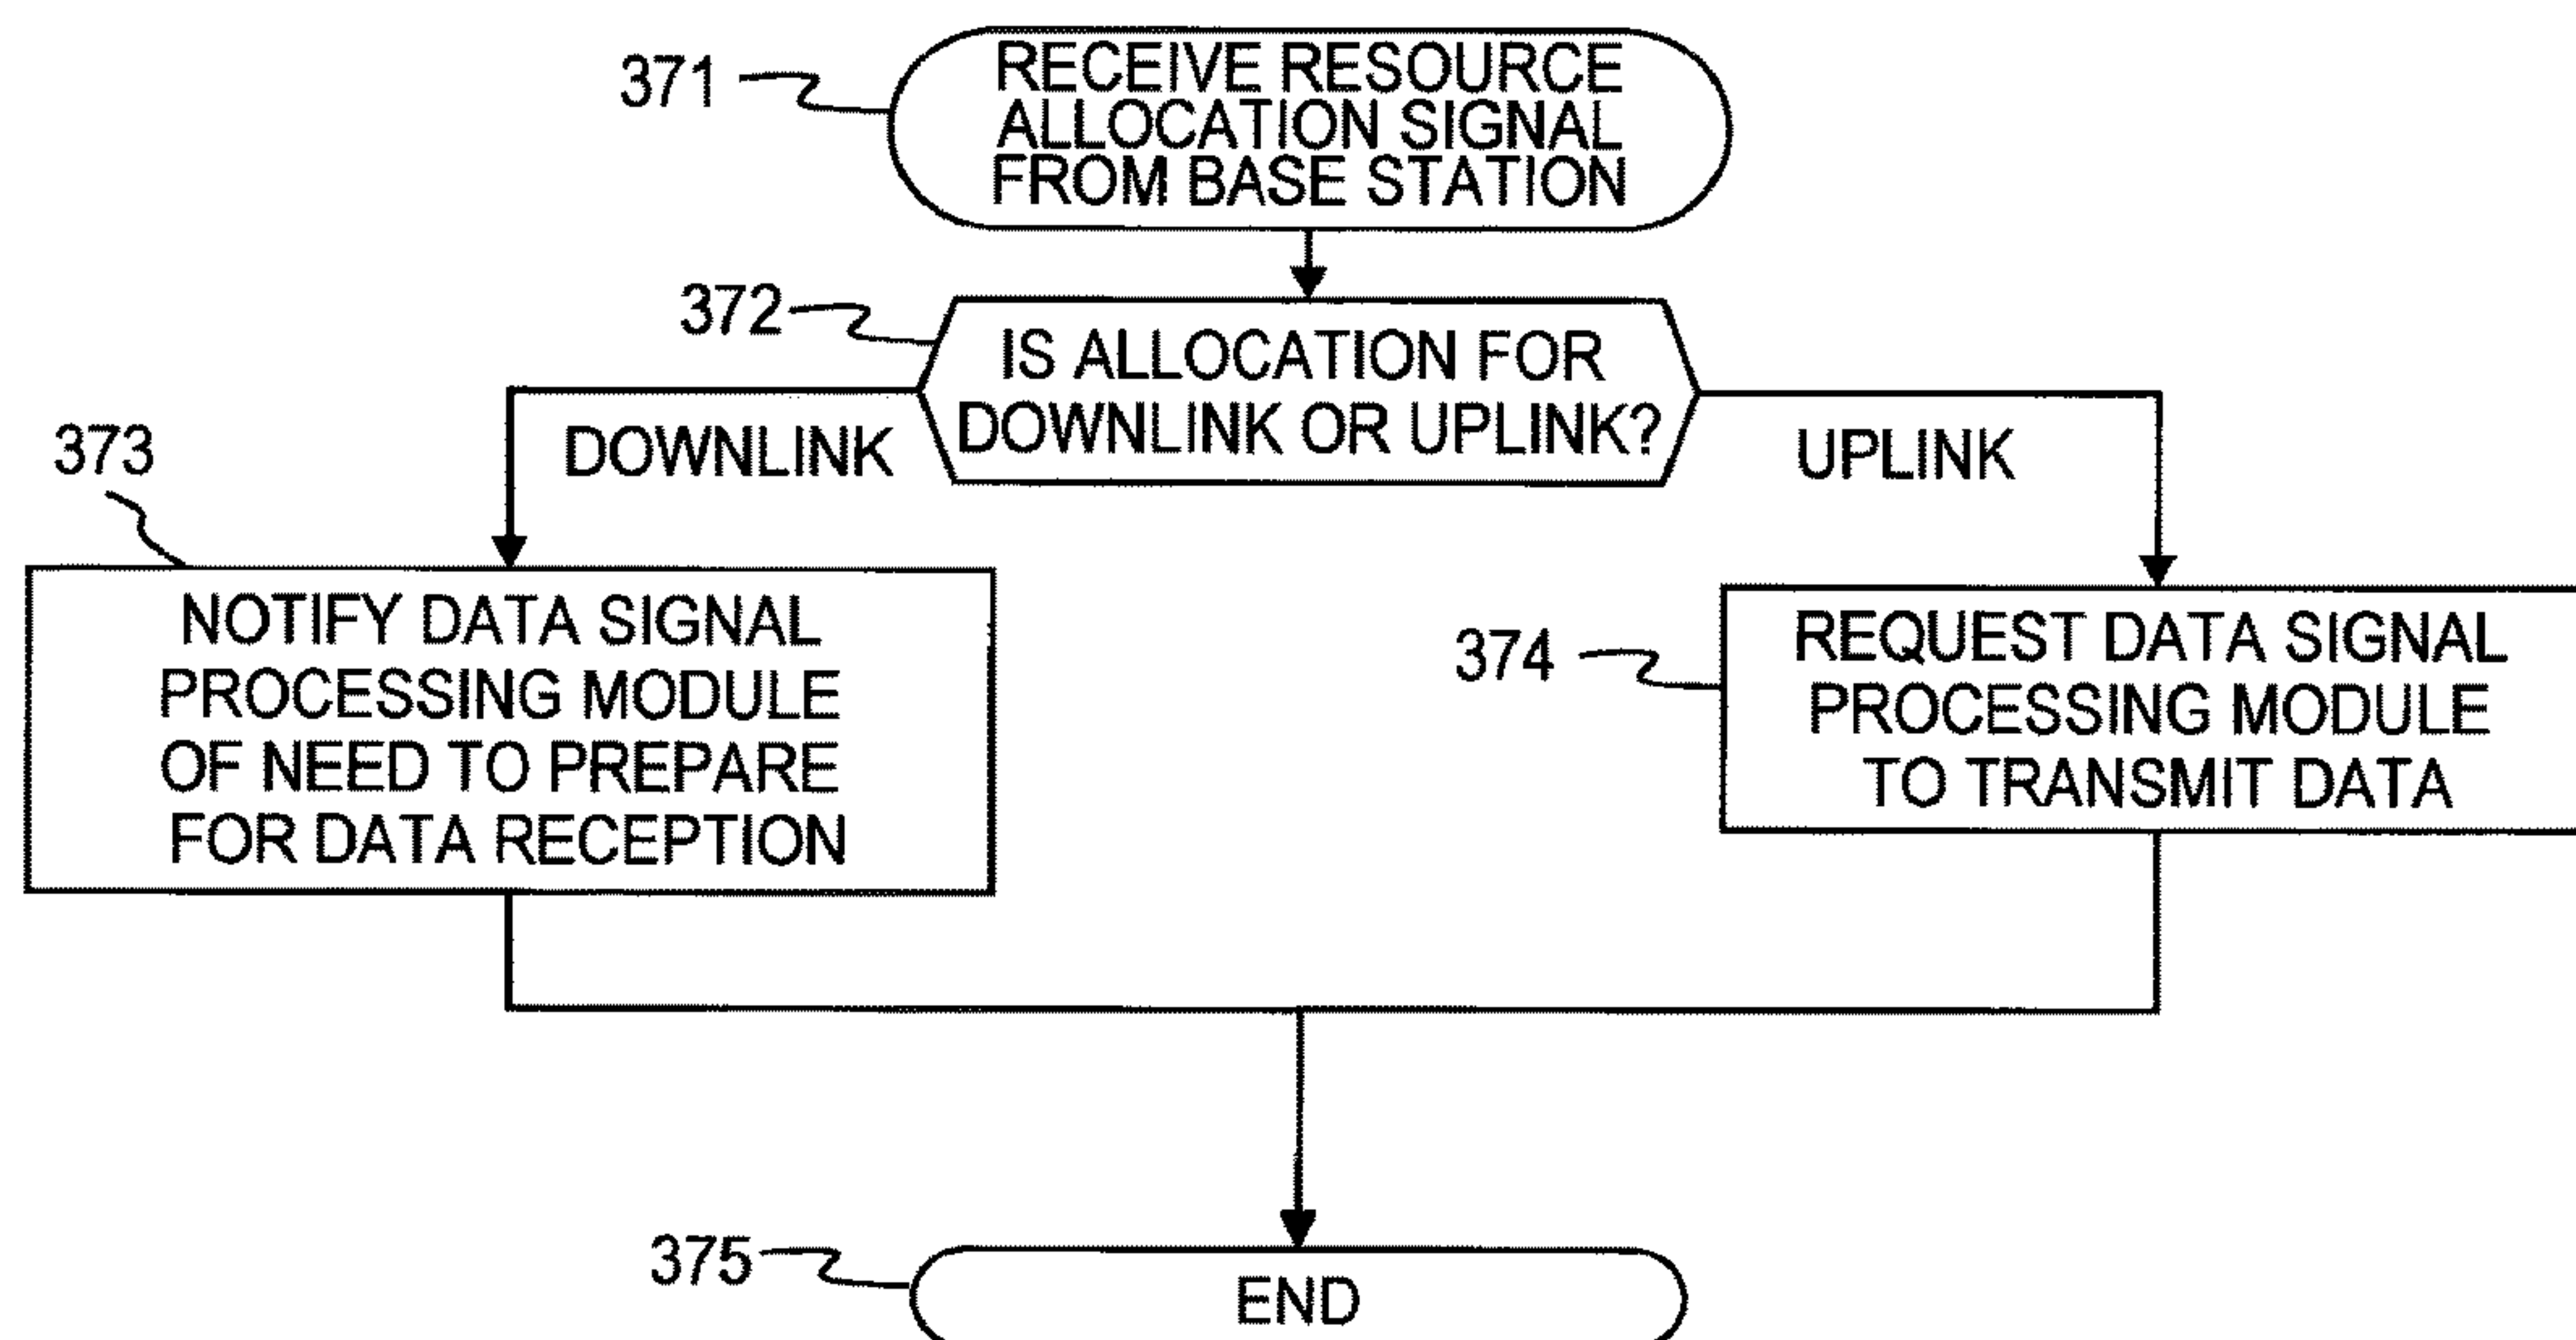 371
RECEIVE RESOURCE
ALLOCATION SIGNAL
FROM BASE STATION
372
IS ALLOCATION FOR
DOWNLINK OR UPLINK?
DOWNLINK
UPLINK
373
NOTIFY DATA SIGNAL
PROCESSING MODULE
OF NEED TO PREPARE
FOR DATA RECEPTION
374
REQUEST DATA SIGNAL
PROCESSING MODULE
TO TRANSMIT DATA
375
END